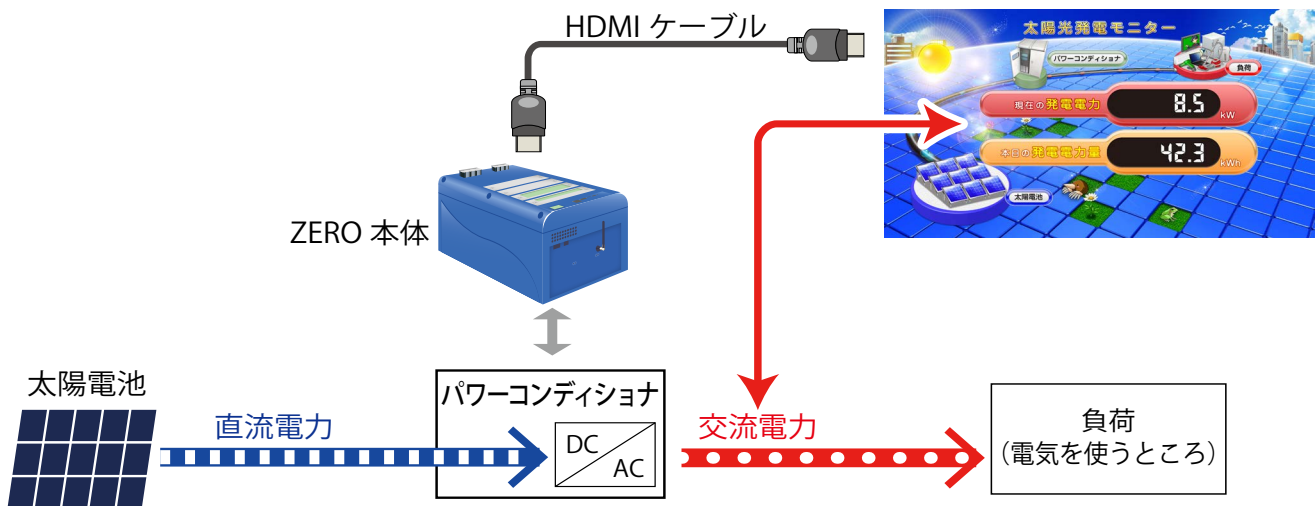 HDMI ケーブル
太陽光発電モニター
パワーコンディショナ
負荷
現在の発電電力
8.5
kW
本日の発電電力量
42.3
kWh
太陽電池
ZERO 本体
太陽電池
直流電力
パワーコンディショナ
DC
AC
交流電力
負荷
(電気を使うところ)